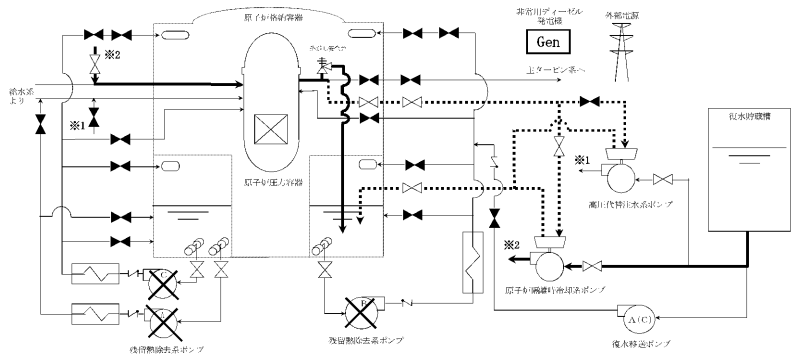 原子炉格納容器
非常用ディーゼル
発電機
外部電源
Gen
※2
逃がし安全弁
主タービン系へ
給水系
より
※1
復水貯蔵槽
原子炉圧力容器
※1
高圧代替注水系ポンプ
※2
原子炉隔離時冷却系ポンプ
C
A
B
A(C)
残留熱除去系ポンプ
残留熱除去系ポンプ
復水移送ポンプ